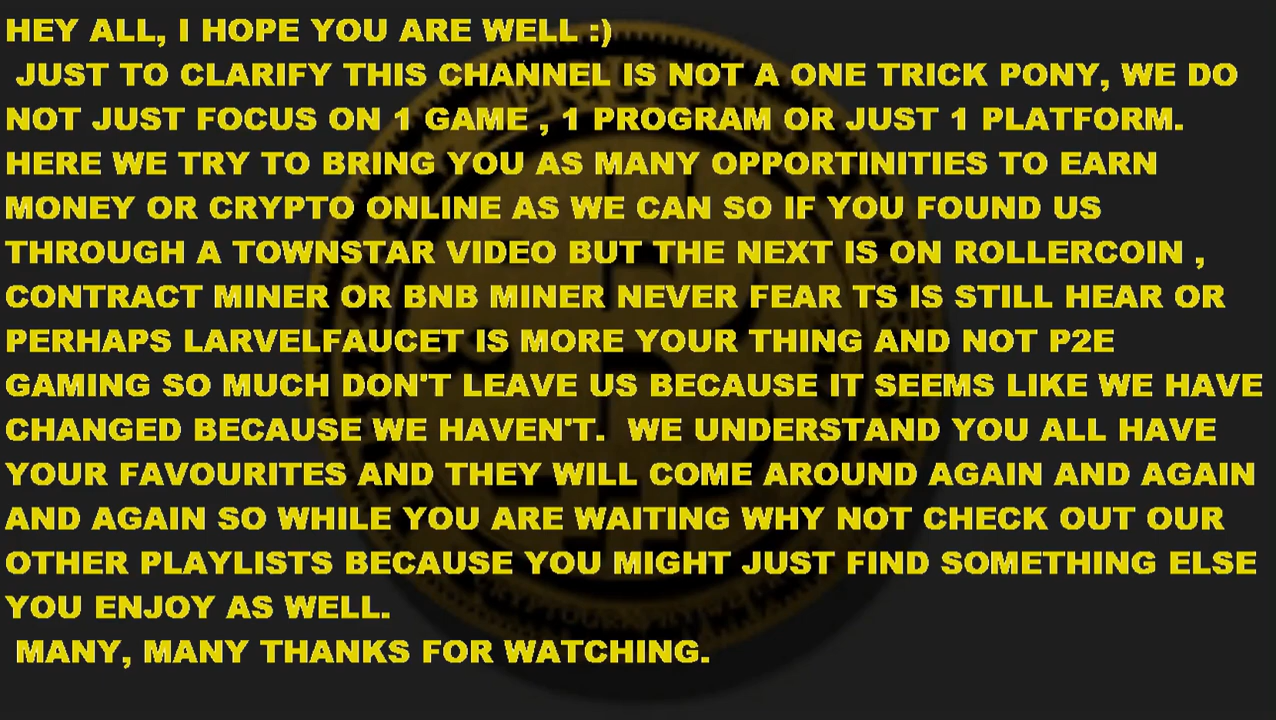 HEY ALL, I HOPE YOU ARE WELL :)
JUST TO CLARIFY THIS CHANNEL IS NOT A ONE TRICK PONY, WE DO
NOT JUST FOCUS ON 1 GAME , 1 PROGRAM OR JUST 1 PLATFORM.
HERE WE TRY TO BRING YOU AS MANY OPPORTINITIES TO EARN
MONEY OR CRYPTO ONLINE AS WE CAN SO IF YOU FOUND US
THROUGH A TOWNSTAR VIDEO BUT THE NEXT IS ON ROLLERCOIN ,
CONTRACT MINER OR BNB MINER NEVER FEAR TS IS STILL HEAR OR
PERHAPS LARVELFAUCET IS MORE YOUR THING AND NOT P2E
GAMING SO MUCH DON'T LEAVE US BECAUSE IT SEEMS LIKE WE HAVE
CHANGED BECAUSE WE HAVEN'T.  WE UNDERSTAND YOU ALL HAVE
YOUR FAVOURITES AND THEY WILL COME AROUND AGAIN AND AGAIN
AND AGAIN SO WHILE YOU ARE WAITING WHY NOT CHECK OUT OUR
OTHER PLAYLISTS BECAUSE YOU MIGHT JUST FIND SOMETHING ELSE
YOU ENJOY AS WELL.
MANY, MANY THANKS FOR WATCHING.